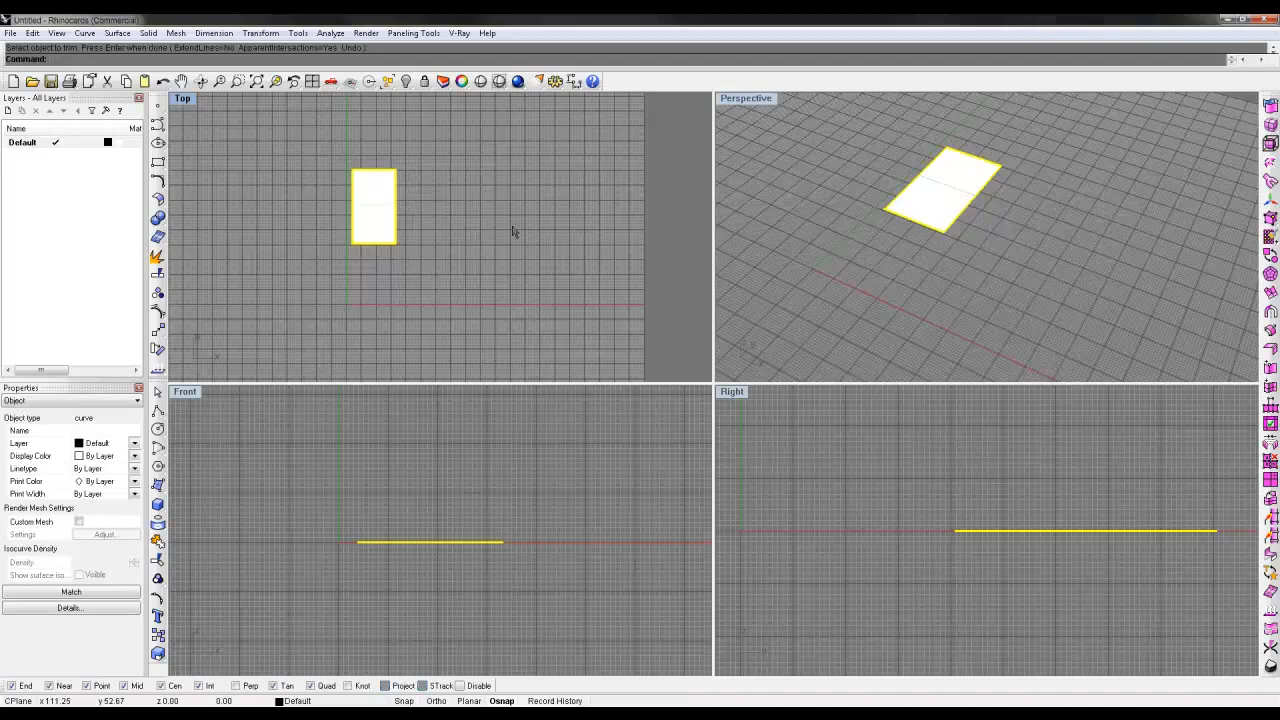 Untitled - Rhinoceros (Commercial)
File Edit View Curve Surface Solid Mesh Dimension Transform Tools Analyze Render Paneling Tools V-Ray Help
Select object to trim. Press Enter when done ( ExtendLines=No ApparentIntersections=Yes Undo )
Command:
Layers - All Layers
Name Mat
Default
Top
Perspective
Front
Right
Properties
Object
Object type curve
Name
Layer Default
Display Color By Layer
Linetype By Layer
Print Color By Layer
Print Width By Layer
Render Mesh Settings
Custom Mesh
Settings Adjust...
Isocurve Density
Density
Show surface iso... Visible
Match
Details...
End Near Point Mid Cen Int Perp Tan Quad Knot Project STrack Disable
CPlane x 111.25 y 52.67 z 0.00 0.00 Default Snap Ortho Planar Osnap Record History